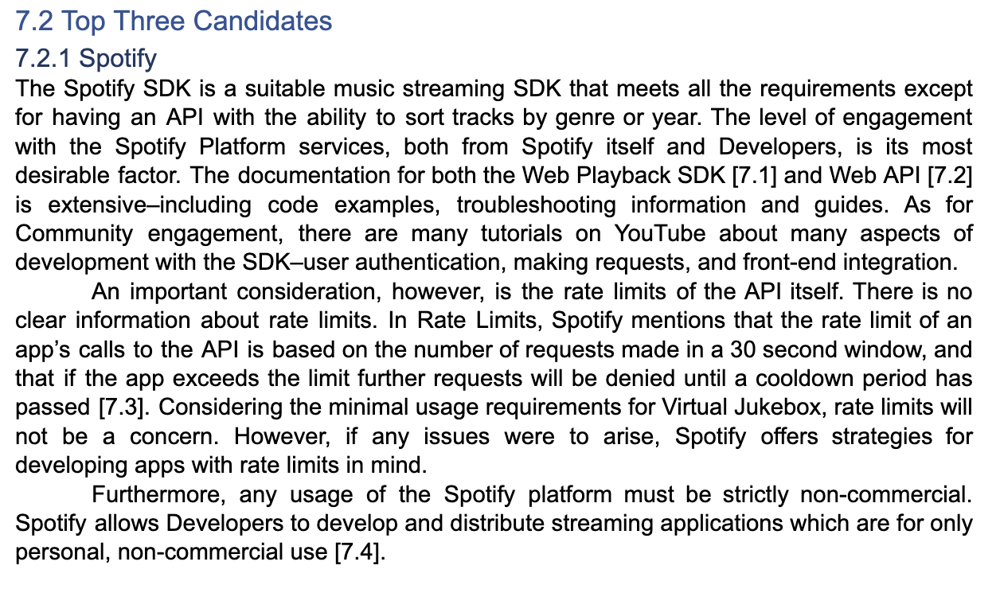 7.2 Top Three Candidates
7.2.1 Spotify
The Spotify SDK is a suitable music streaming SDK that meets all the requirements except
for having an API with the ability to sort tracks by genre or year. The level of engagement
with the Spotify Platform services, both from Spotify itself and Developers, is its most
desirable factor. The documentation for both the Web Playback SDK [7.1] and Web API [7.2]
is extensive–including code examples, troubleshooting information and guides. As for
Community engagement, there are many tutorials on YouTube about many aspects of
development with the SDK–user authentication, making requests, and front-end integration.
An important consideration, however, is the rate limits of the API itself. There is no
clear information about rate limits. In Rate Limits, Spotify mentions that the rate limit of an
app’s calls to the API is based on the number of requests made in a 30 second window, and
that if the app exceeds the limit further requests will be denied until a cooldown period has
passed [7.3]. Considering the minimal usage requirements for Virtual Jukebox, rate limits will
not be a concern. However, if any issues were to arise, Spotify offers strategies for
developing apps with rate limits in mind.
Furthermore, any usage of the Spotify platform must be strictly non-commercial.
Spotify allows Developers to develop and distribute streaming applications which are for only
personal, non-commercial use [7.4].